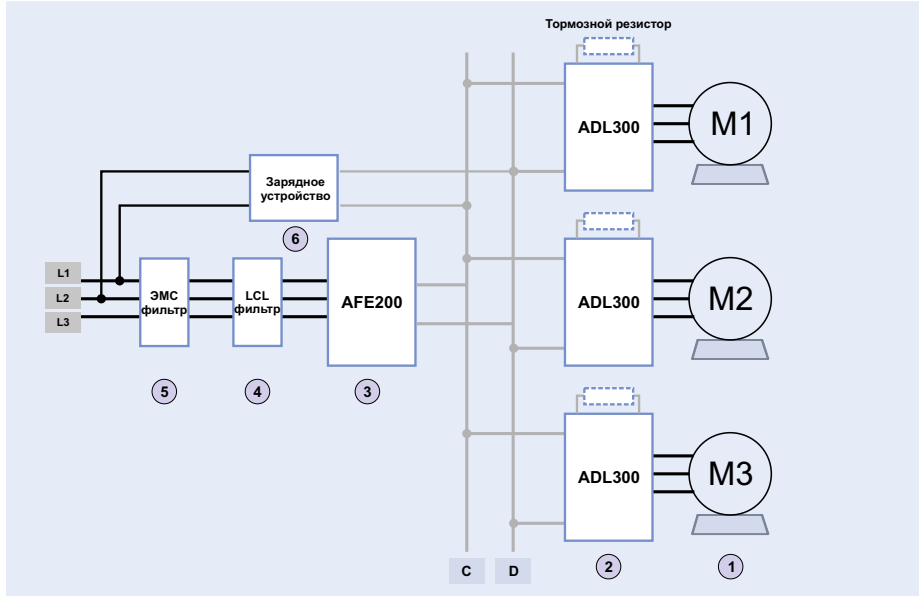 Тормозной резистор
ADL300
M1
Зарядное
устройство
6
L1
L2
L3
ЭМС
фильтр
LCL
фильтр
AFE200
ADL300
M2
5
4
3
ADL300
M3
C
D
2
1